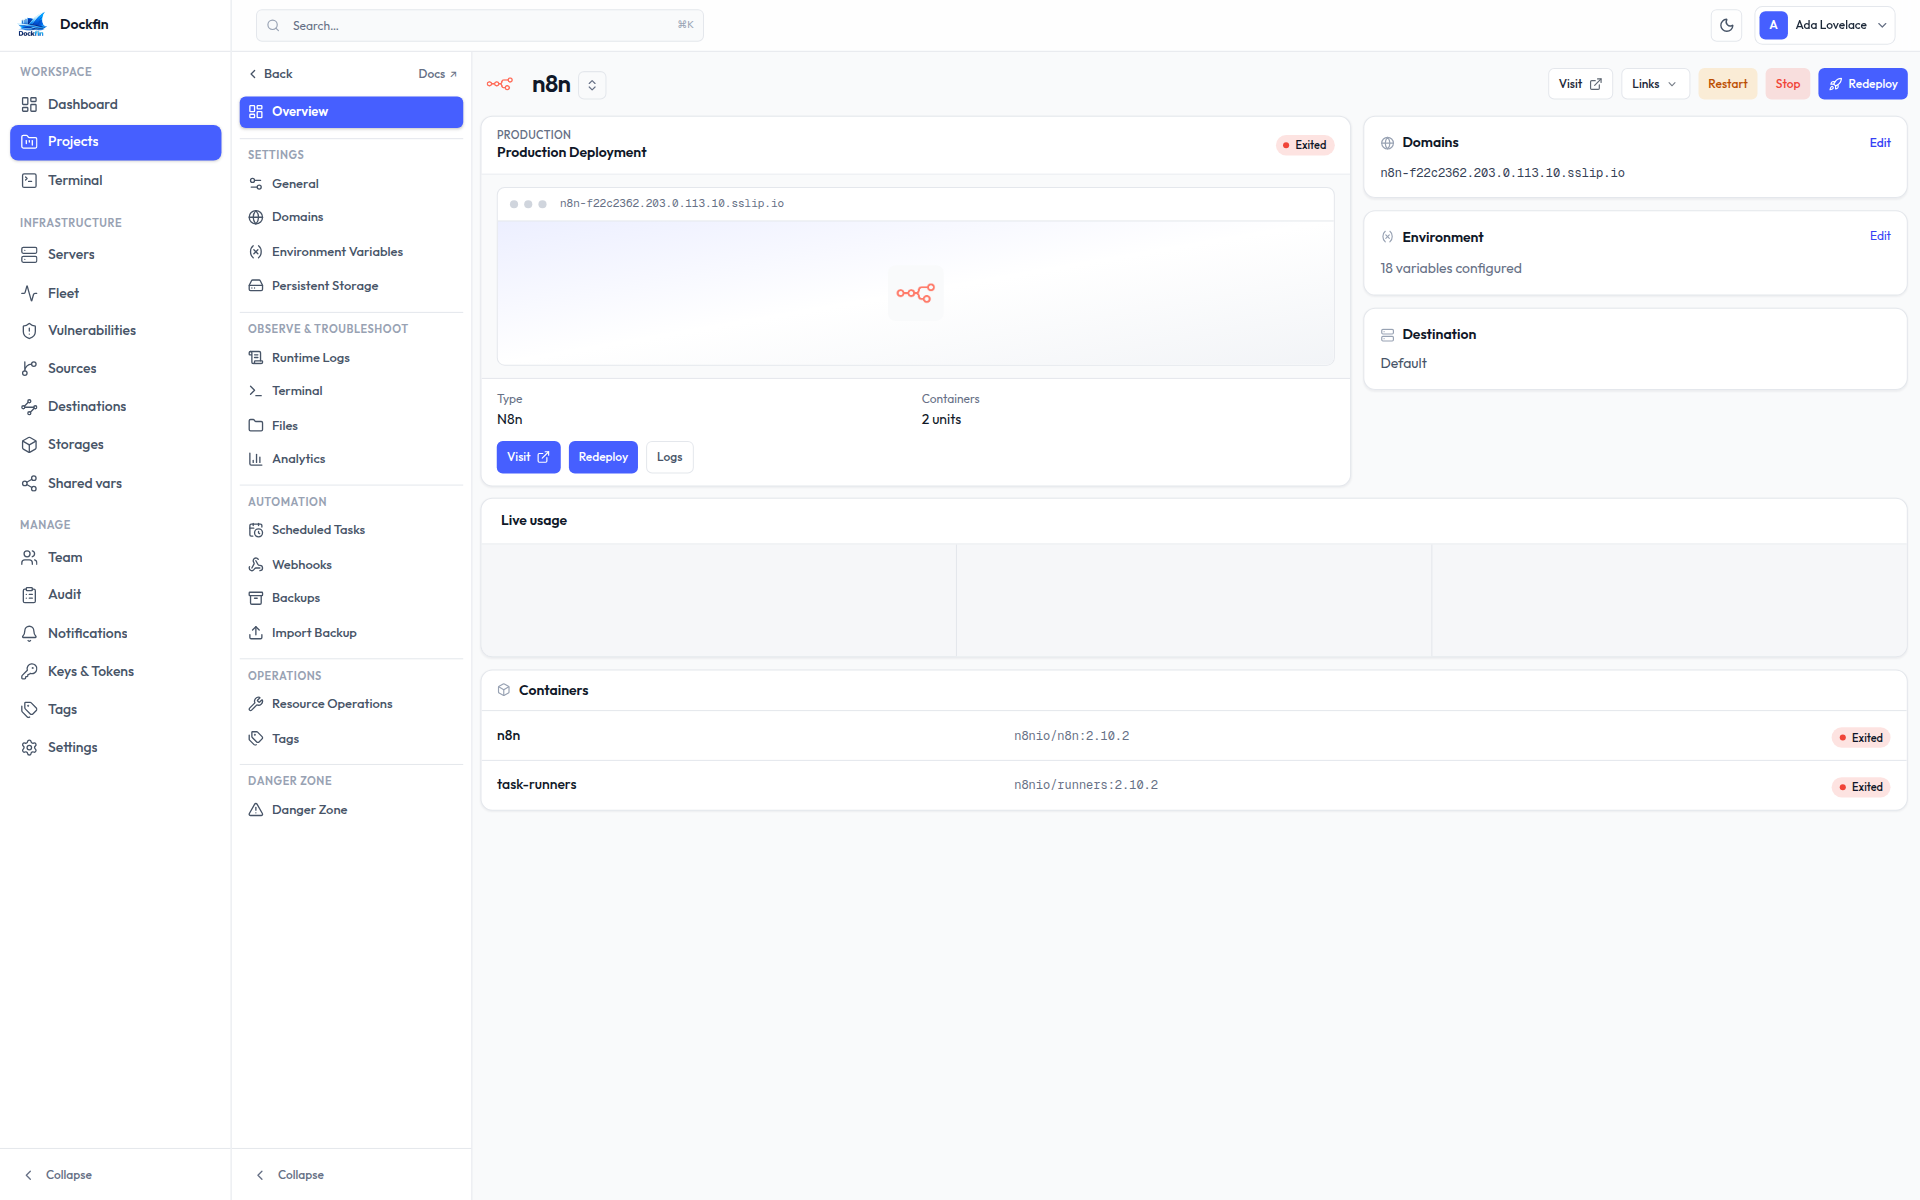 Dockfin
Dockfin
Search...
⌘K
A
Ada Lovelace
WORKSPACE
Dashboard
Projects
Terminal
INFRASTRUCTURE
Servers
Fleet
Vulnerabilities
Sources
Destinations
Storages
Shared vars
MANAGE
Team
Audit
Notifications
Keys & Tokens
Tags
Settings
Collapse
Back
Docs
Overview
SETTINGS
General
Domains
Environment Variables
Persistent Storage
OBSERVE & TROUBLESHOOT
Runtime Logs
Terminal
Files
Analytics
AUTOMATION
Scheduled Tasks
Webhooks
Backups
Import Backup
OPERATIONS
Resource Operations
Tags
DANGER ZONE
Danger Zone
Collapse
n8n
Visit
Links
Restart
Stop
Redeploy
PRODUCTION
Production Deployment
Exited
n8n-f22c2362.203.0.113.10.sslip.io
Type
N8n
Containers
2 units
Visit
Redeploy
Logs
Domains
Edit
n8n-f22c2362.203.0.113.10.sslip.io
Environment
Edit
18 variables configured
Destination
Default
Live usage
Containers
n8n
n8nio/n8n:2.10.2
Exited
task-runners
n8nio/runners:2.10.2
Exited